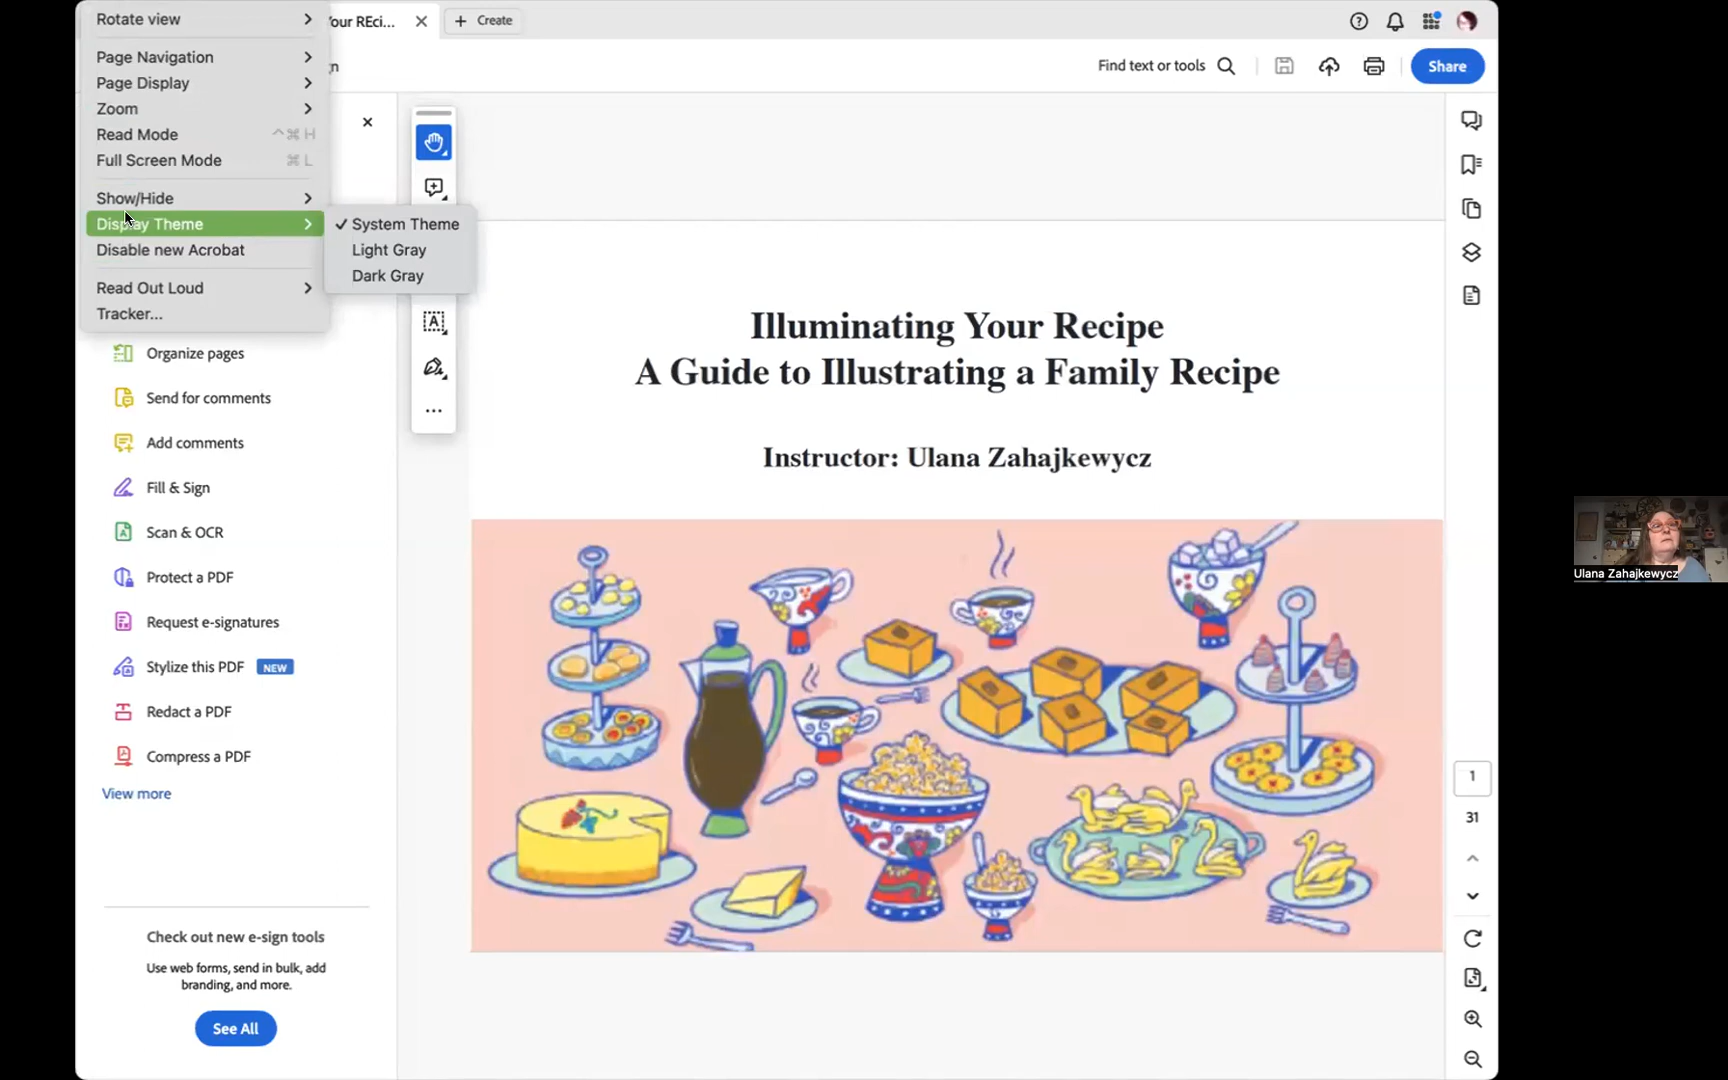 Rotate view
Page Navigation
Page Display
Zoom
Read Mode ^⌘ H
Full Screen Mode ⌘ L
Show/Hide
Display Theme
Disable new Acrobat
Read Out Loud
Tracker...
✓ System Theme
Light Gray
Dark Gray
our REci... × + Create
gn
Find text or tools
Share
Organize pages
Send for comments
Add comments
Fill & Sign
Scan & OCR
Protect a PDF
Request e-signatures
Stylize this PDF NEW
Redact a PDF
Compress a PDF
View more
Check out new e-sign tools
Use web forms, send in bulk, add
branding, and more.
See All
Illuminating Your Recipe
A Guide to Illustrating a Family Recipe
Instructor: Ulana Zahajkewycz
1
31
Ulana Zahajkewycz